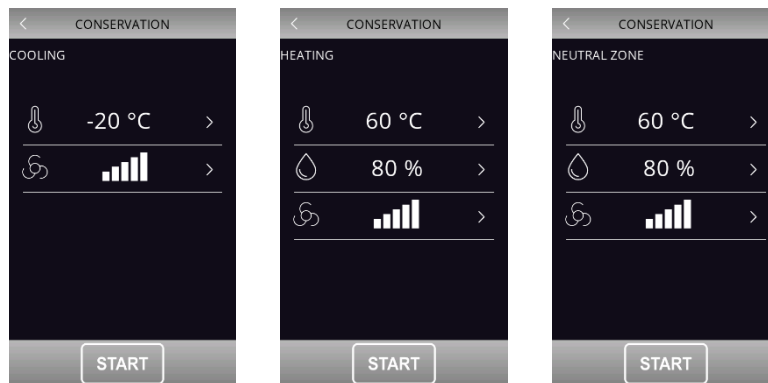 CONSERVATION
COOLING
-20 °C
START
CONSERVATION
HEATING
60 °C
80 %
START
CONSERVATION
NEUTRAL ZONE
60 °C
80 %
START